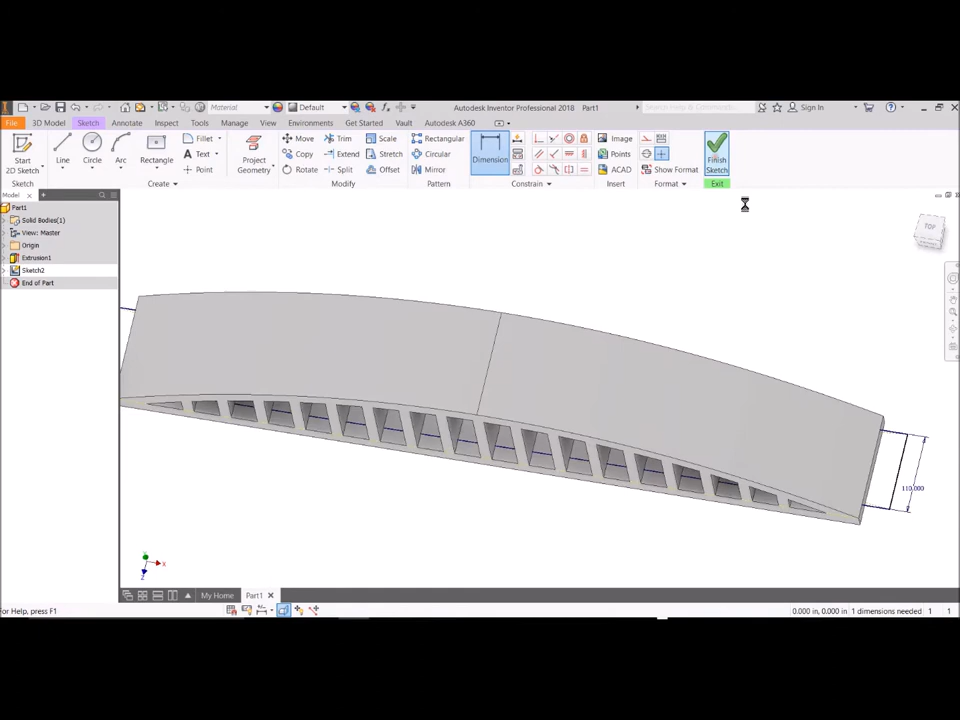 Material
Default
Autodesk Inventor Professional 2018 Part1
Search Help & Commands...
Sign In
File
3D Model
Sketch
Annotate
Inspect
Tools
Manage
View
Environments
Get Started
Vault
Autodesk A360
Start
2D Sketch
Line
Circle
Arc
Rectangle
Fillet
Text
Point
Project
Geometry
Move
Copy
Rotate
Trim
Extend
Split
Scale
Stretch
Offset
Rectangular
Circular
Mirror
Dimension
Image
Points
ACAD
Show Format
Finish
Sketch
Sketch
Create
Modify
Pattern
Constrain
Insert
Format
Exit
Model
Part1
Solid Bodies(1)
View: Master
Origin
Extrusion1
Sketch2
End of Part
TOP
110.000
X
Z
My Home
Part1
For Help, press F1
0.000 in, 0.000 in
1 dimensions needed
1
1